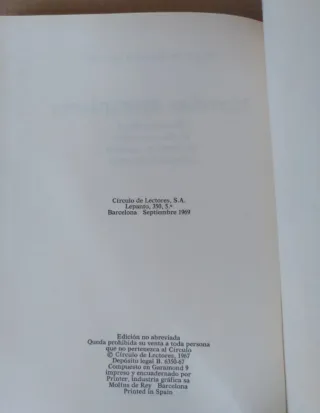 Círculo de Lectores, S.A.
Lepanto, 350, 5.º
Barcelona Septiembre 1969
Edición no abreviada
Queda prohibida su venta a toda persona
que no pertenezca al Círculo
© Círculo de Lectores, 1967
Depósito legal B. 6350-67
Compuesto en Garamond 9
impreso y encuadernado por
Printer, industria gráfica sa
Molíns de Rey Barcelona
Printed in Spain